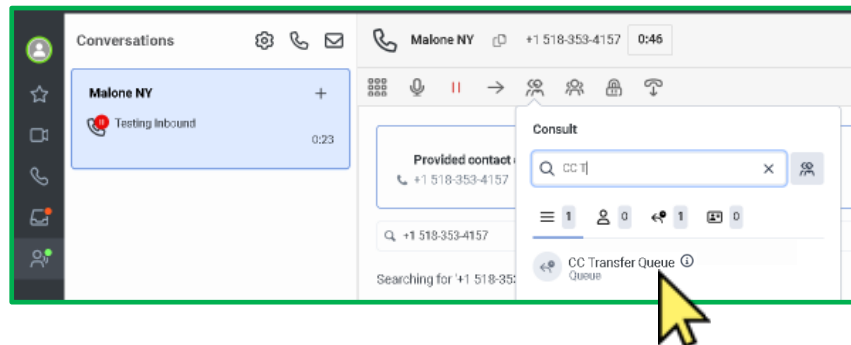 Conversations
Malone NY
+1 518-353-4157
0:46
Malone NY
Testing Inbound
0:23
Consult
CC T
Provided contact
+1 518-353-4157
1
0
1
0
+1 518-353-4157
CC Transfer Queue
Queue
Searching for '+1 518-35